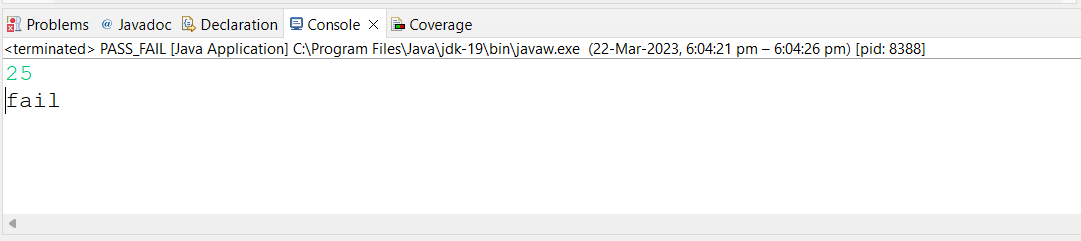 Problems @ Javadoc Declaration Console Coverage
<terminated> PASS_FAIL [Java Application] C:\Program Files\Java\jdk-19\bin\javaw.exe (22-Mar-2023, 6:04:21 pm – 6:04:26 pm) [pid: 8388]
25
fail